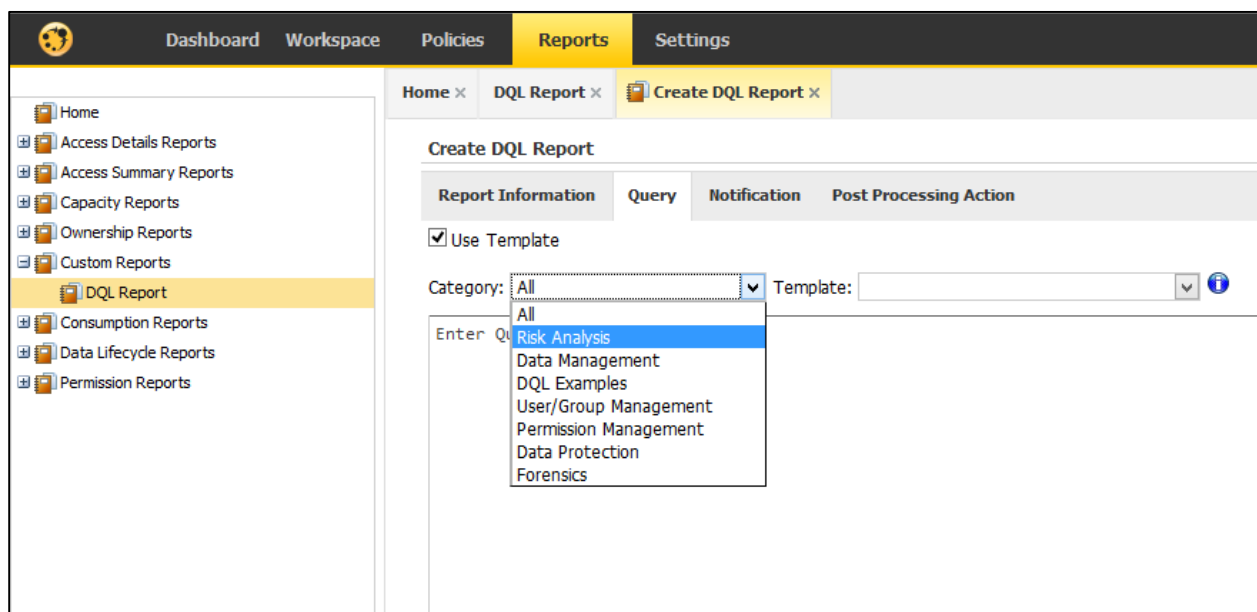 Dashboard Workspace Policies Reports Settings
Home
Access Details Reports
Access Summary Reports
Capacity Reports
Ownership Reports
Custom Reports
DQL Report
Consumption Reports
Data Lifecycle Reports
Permission Reports
Home × DQL Report × Create DQL Report ×
Create DQL Report
Report Information Query Notification Post Processing Action
Use Template
Category: All Template:
Enter
All
Risk Analysis
Data Management
DQL Examples
User/Group Management
Permission Management
Data Protection
Forensics